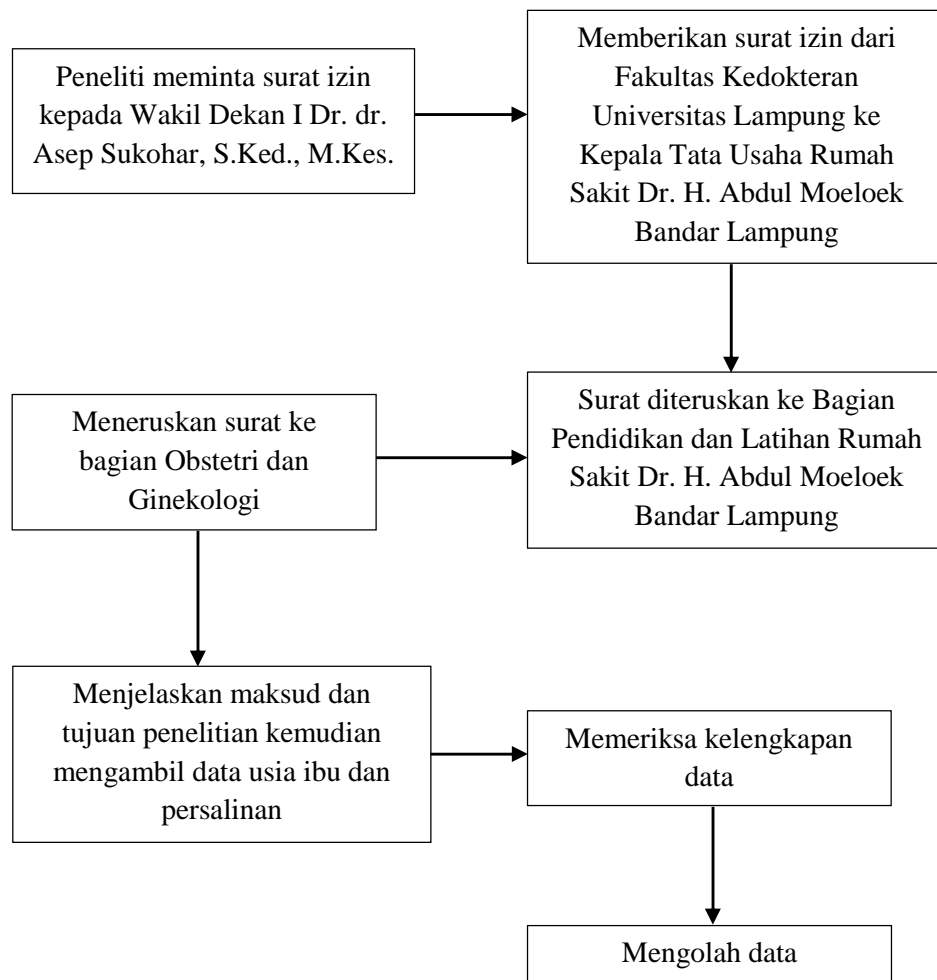 Peneliti meminta surat izin
kepada Wakil Dekan I Dr. dr.
Asep Sukohar, S.Ked., M.Kes.
Memberikan surat izin dari
Fakultas Kedokteran
Universitas Lampung ke
Kepala Tata Usaha Rumah
Sakit Dr. H. Abdul Moeloek
Bandar Lampung
Meneruskan surat ke
bagian Obstetri dan
Ginekologi
Surat diteruskan ke Bagian
Pendidikan dan Latihan Rumah
Sakit Dr. H. Abdul Moeloek
Bandar Lampung
Menjelaskan maksud dan
tujuan penelitian kemudian
mengambil data usia ibu dan
persalinan
Memeriksa kelengkapan
data
Mengolah data